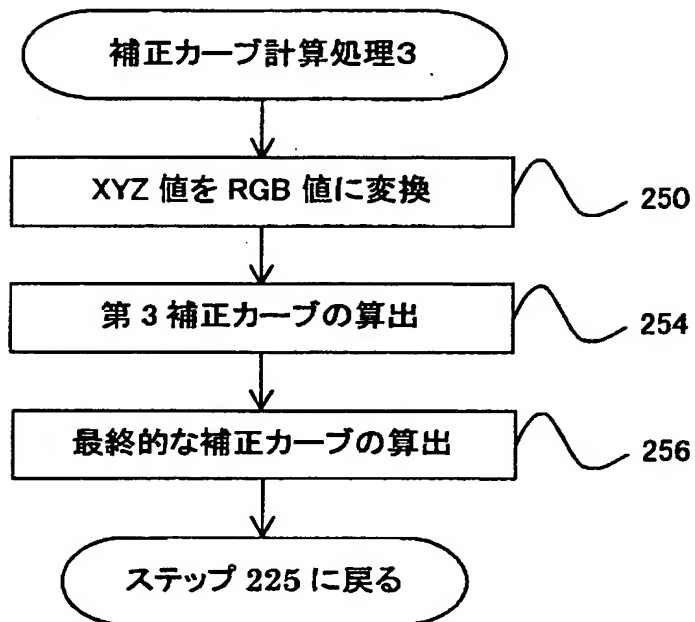 補正カーブ計算処理3
XYZ 値を RGB 値に変換
250
第 3 補正カーブの算出
254
最終的な補正カーブの算出
256
ステップ 225 に戻る